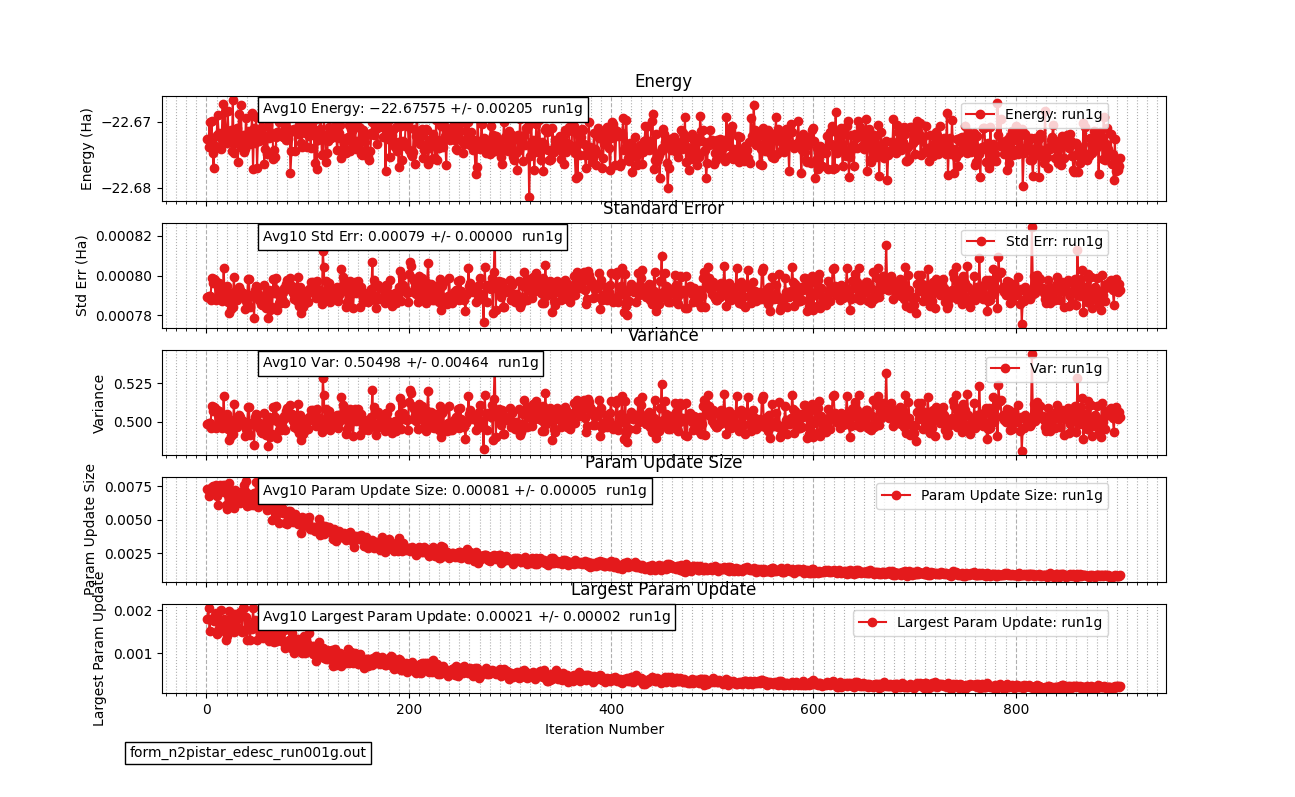 Energy
Avg10 Energy: −22.67575 +/- 0.00205  run1g
Energy: run1g
Energy (Ha)
−22.67
−22.68
Standard Error
Avg10 Std Err: 0.00079 +/- 0.00000  run1g
Std Err: run1g
Std Err (Ha)
0.00082
0.00080
0.00078
Variance
Avg10 Var: 0.50498 +/- 0.00464  run1g
Var: run1g
Variance
0.525
0.500
Param Update Size
Avg10 Param Update Size: 0.00081 +/- 0.00005  run1g
Param Update Size: run1g
Param Update Size
0.0075
0.0050
0.0025
Largest Param Update
Avg10 Largest Param Update: 0.00021 +/- 0.00002  run1g
Largest Param Update: run1g
Largest Param Update
0.002
0.001
0 200 400 600 800
Iteration Number
form_n2pistar_edesc_run001g.out